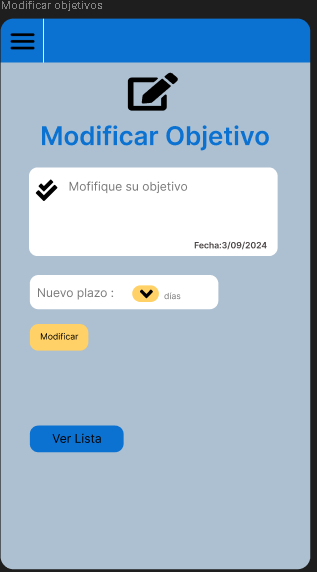 Modificar objetivos
Modificar Objetivo
Mofifique su objetivo
Fecha:3/09/2024
Nuevo plazo : dias
Modificar
Ver Lista